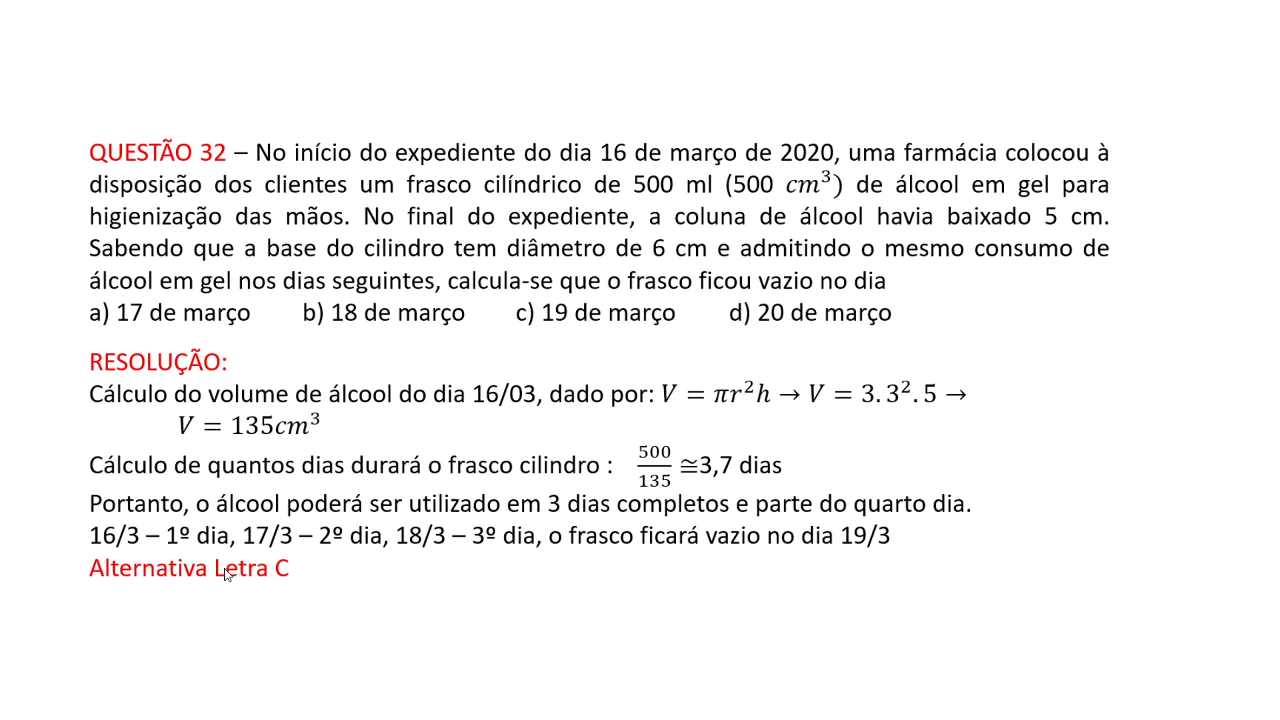 QUESTÃO 32 – No início do expediente do dia 16 de março de 2020, uma farmácia colocou à
disposição dos clientes um frasco cilíndrico de 500 ml (500 cm³) de álcool em gel para
higienização das mãos. No final do expediente, a coluna de álcool havia baixado 5 cm.
Sabendo que a base do cilindro tem diâmetro de 6 cm e admitindo o mesmo consumo de
álcool em gel nos dias seguintes, calcula-se que o frasco ficou vazio no dia
a) 17 de março b) 18 de março c) 19 de março d) 20 de março
RESOLUÇÃO:
Cálculo do volume de álcool do dia 16/03, dado por: V = πr²h → V = 3.3².5 →
V = 135cm³
Cálculo de quantos dias durará o frasco cilindro : 500/135 ≅3,7 dias
Portanto, o álcool poderá ser utilizado em 3 dias completos e parte do quarto dia.
16/3 – 1º dia, 17/3 – 2º dia, 18/3 – 3º dia, o frasco ficará vazio no dia 19/3
Alternativa Letra C